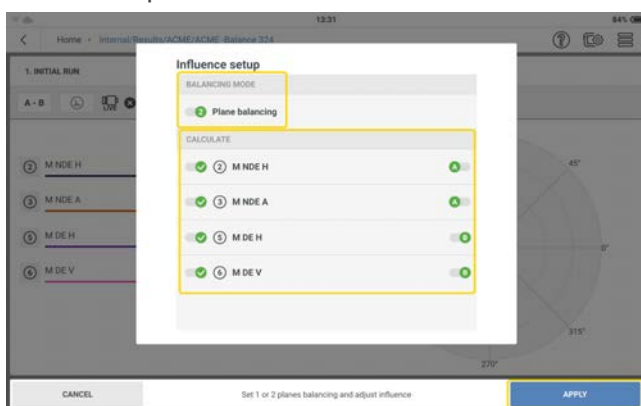 13:31
84%
Home › Internal/Results/ACME/ACME-Balance 324
1. INITIAL RUN
Influence setup
BALANCING MODE
2 Plane balancing
CALCULATE
A - B
LIVE
2 M NDE H A
3 M NDE A A
5 M DE H B
6 M DE V B
2 M NDE H
3 M NDE A
5 M DE H
6 M DE V
45°
0°
315°
270°
CANCEL
Set 1 or 2 planes balancing and adjust influence
APPLY